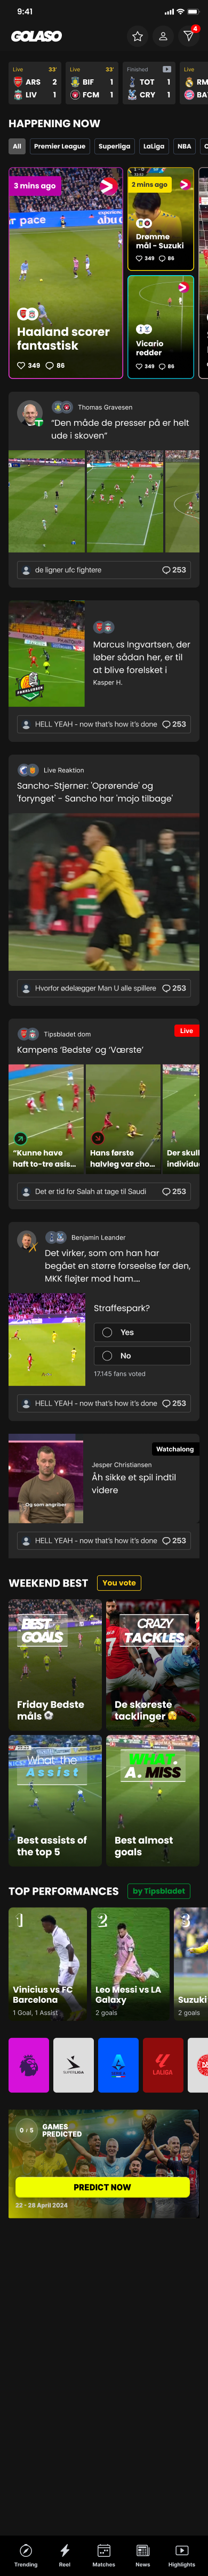 9:41
GOLASO
4
Live 33'
ARS 2
LIV 1
Live 33'
BIF 1
FCM 1
Finished
TOT 1
CRY 1
Live
RM
BA
HAPPENING NOW
All
Premier League
Superliga
LaLiga
NBA
3 mins ago
Haaland scorer
fantastisk
349 86
2 mins ago
Drømme
mål - Suzuki
349 86
Vicario
rødder
349 86
Thomas Gravesen
“Den måde de presser på er helt
ude i skoven”
de ligner ufc fightere
253
Marcus Ingvartsen, der
løber sådan her, er til
at blive forelsket i
Kasper H.
HELL YEAH - now that's how it's done
253
Live Reaktion
Sancho-Stjerner: 'Oprørende' og
'forynget' - Sancho har 'mojo tilbage'
Hvorfor ødelægger Man U alle spillere
253
Tipsbladet dom
Live
Kampens ‘Bedste’ og ‘Værste’
“Kunne have
haft to-tre asis...
Hans første
halvleg var cho...
Der skull
individu
Det er tid for Salah at tage til Saudi
253
Benjamin Leander
Det virker, som om han har
begået en større forseelse før den,
MKK fløjter mod ham....
Straffespark?
Yes
No
17.145 fans voted
HELL YEAH - now that's how it's done
253
Watchalong
Jesper Christiansen
Åh sikke et spil indtil
videre
Og som angriber
HELL YEAH - now that's how it's done
253
WEEKEND BEST
You vote
BEST
GOALS
Friday Bedste
måls
CRAZY
TACKLES
De skøreste
tacklinger
What the
Assist
Best assists of
the top 5
WHAT.
A. MISS
Best almost
goals
TOP PERFORMANCES
by Tipsbladet
1
Vinicius vs FC
Barcelona
1 Goal, 1 Assist
2
Leo Messi vs LA
Galaxy
2 goals
3
Suzuki
2 goals
SUPERLIGA
LALIGA
0 / 5
GAMES
PREDICTED
PREDICT NOW
22 - 28 April 2024
Trending
Reel
Matches
News
Highlights